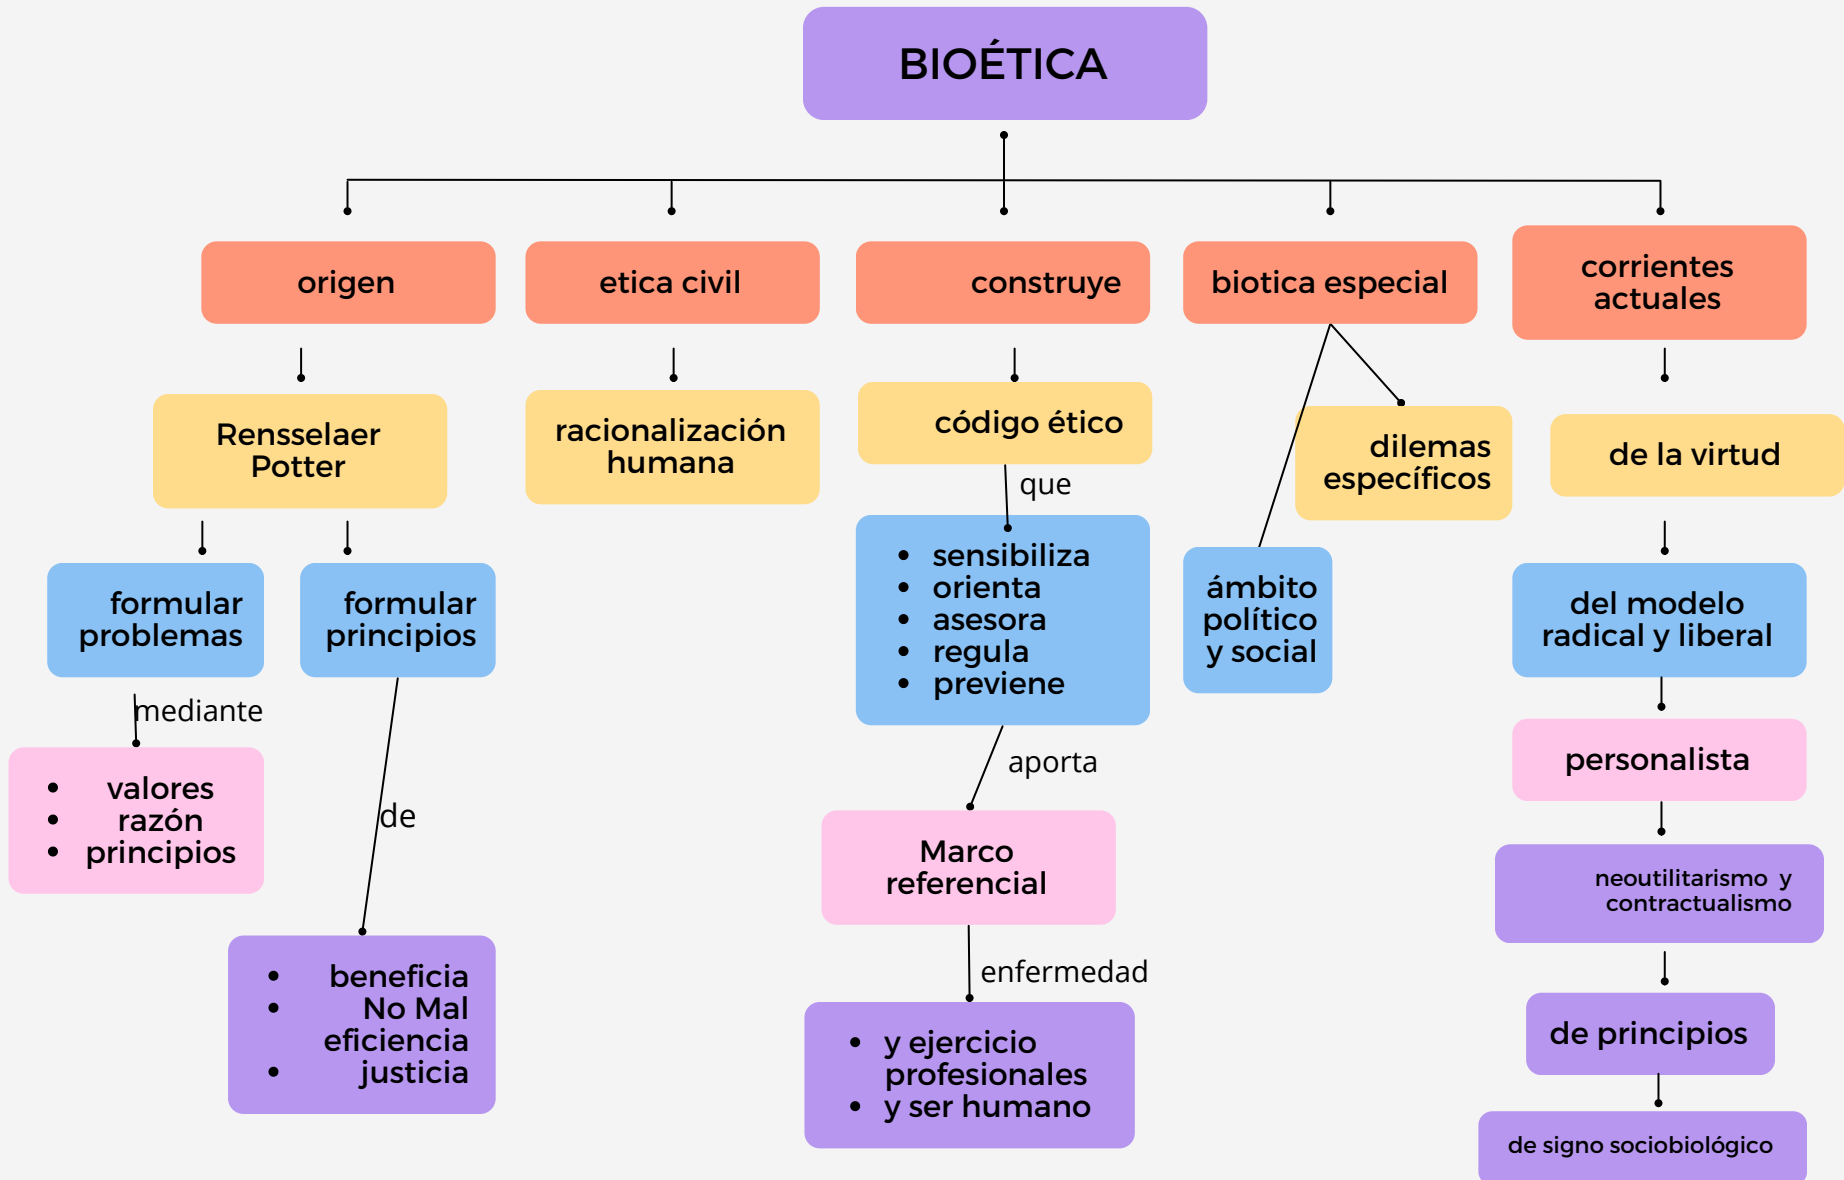 BIOÉTICA
origen
etica civil
construye
biotica especial
corrientes
actuales
Rensselaer
Potter
racionalización
humana
código ético
que
dilemas
específicos
de la virtud
formular
problemas
formular
principios
• sensibiliza
• orienta
• asesora
• regula
• previene
ámbito
político
y social
del modelo
radical y liberal
mediante
• valores
• razón
• principios
de
aporta
personalista
Marco
referencial
neoutilitarismo y
contractualismo
• beneficia
• No Mal
eficiencia
• justicia
enfermedad
• y ejercicio
profesionales
• y ser humano
de principios
de signo sociobiológico